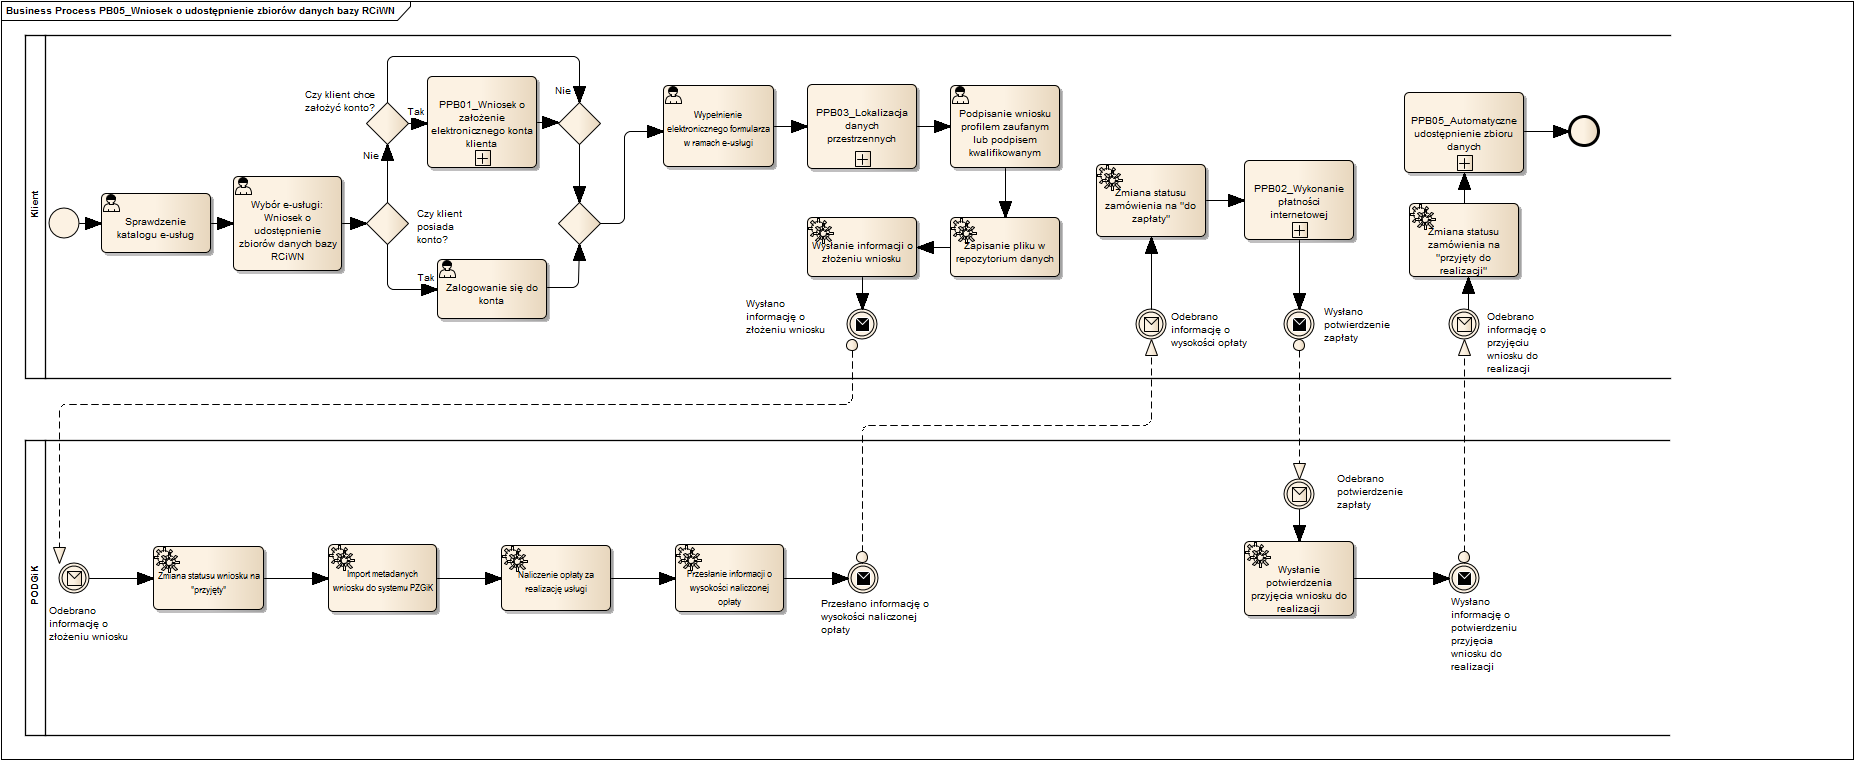 Business Process PB05_Wniosek o udostępnienie zbiorów danych bazy RCiWN
Klient
Sprawdzenie
katalogu e-usług
Wybór e-usługi:
Wniosek o
udostępnienie
zbiorów danych bazy
RCiWN
Czy klient
posiada
konto?
Nie
Tak
Czy klient chce
założyć konto?
Tak
Nie
PPB01_Wniosek o
założenie
elektronicznego konta
klienta
Zalogowanie się do
konta
Wypełnienie
elektronicznego formularza
w ramach e-usługi
PPB03_Lokalizacja
danych
przestrzennych
Podpisanie wniosku
profilem zaufanym
lub podpisem
kwalifikowanym
Zapisanie pliku w
repozytorium danych
Wysłanie informacji o
złożeniu wniosku
Wysłano
informację o
złożeniu wniosku
Zmiana statusu
zamówienia na "do
zapłaty"
Odebrano
informację o
wysokości opłaty
PPB02_Wykonanie
płatności
internetowej
Wysłano
potwierdzenie
zapłaty
PPB05_Automatyczne
udostępnienie zbioru
danych
Zmiana statusu
zamówienia na
"przyjęty do
realizacji"
Odebrano
informację o
przyjęciu
wniosku do
realizacji
PODGiK
Odebrano
informację o
złożeniu wniosku
Zmiana statusu wniosku na
"przyjęty"
Import metadanych
wniosku do systemu PZGiK
Naliczenie opłaty za
realizację usługi
Przesłanie informacji o
wysokości naliczonej
opłaty
Przesłano informację o
wysokości naliczonej
opłaty
Odebrano
potwierdzenie
zapłaty
Wysłanie
potwierdzenia
przyjęcia wniosku do
realizacji
Wysłano
informację o
potwierdzeniu
przyjęcia
wniosku do
realizacji